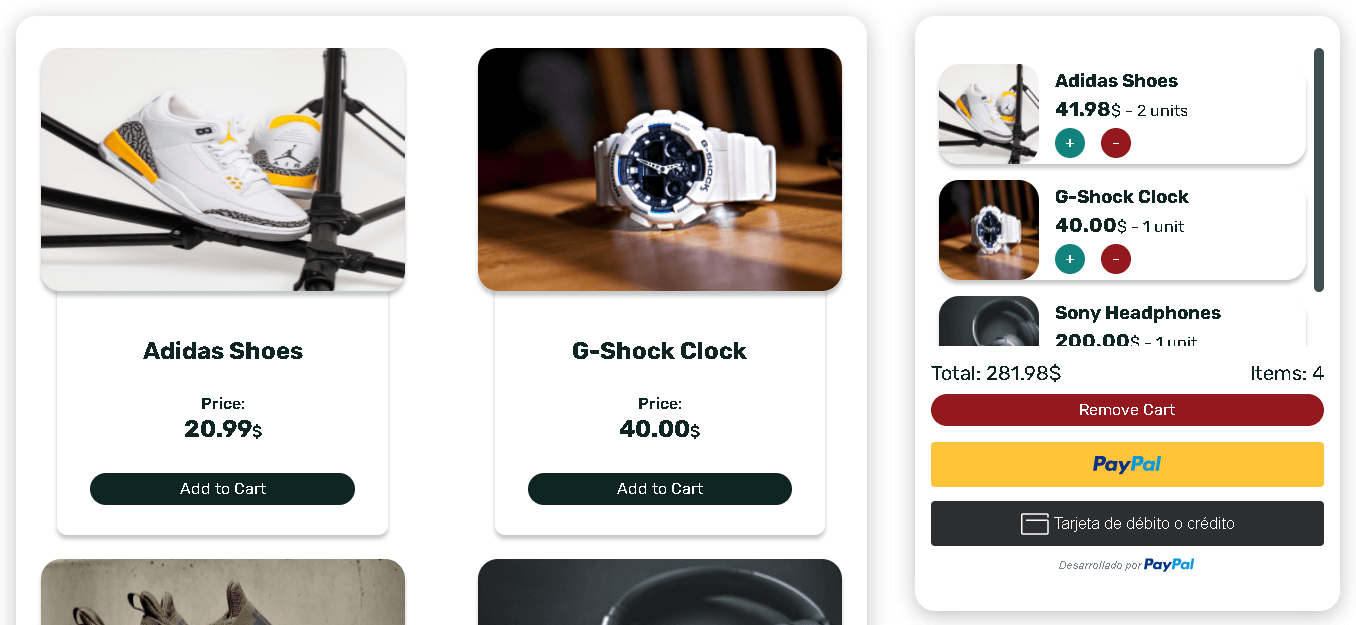 Adidas Shoes
Price:
20.99$
Add to Cart
G-SHOCK
G-Shock Clock
Price:
40.00$
Add to Cart
Adidas Shoes
41.98$ - 2 units
+ -
G-Shock Clock
40.00$ - 1 unit
+ -
Sony Headphones
200.00$ - 1 unit
Total: 281.98$ Items: 4
Remove Cart
PayPal
Tarjeta de débito o crédito
Desarrollado por PayPal